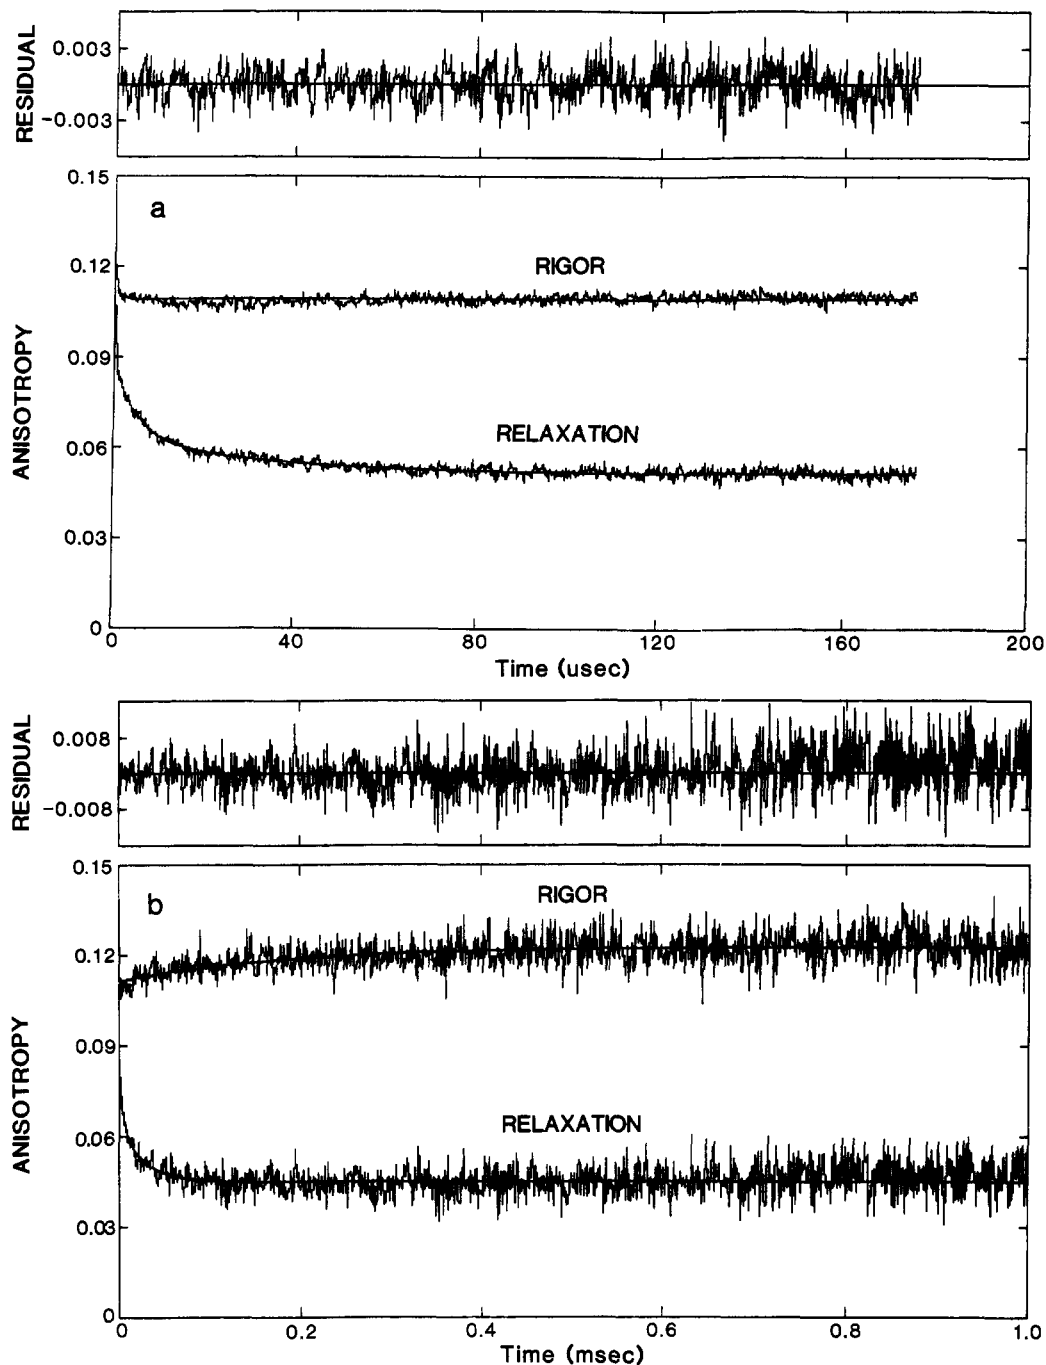 RESIDUAL
0.003
-0.003
ANISOTROPY
0.15
0.12
0.09
0.06
0.03
0
a
RIGOR
RELAXATION
0 40 80 120 160 200
Time (usec)
RESIDUAL
0.008
-0.008
ANISOTROPY
0.15
0.12
0.09
0.06
0.03
0
b
RIGOR
RELAXATION
0 0.2 0.4 0.6 0.8 1.0
Time (msec)